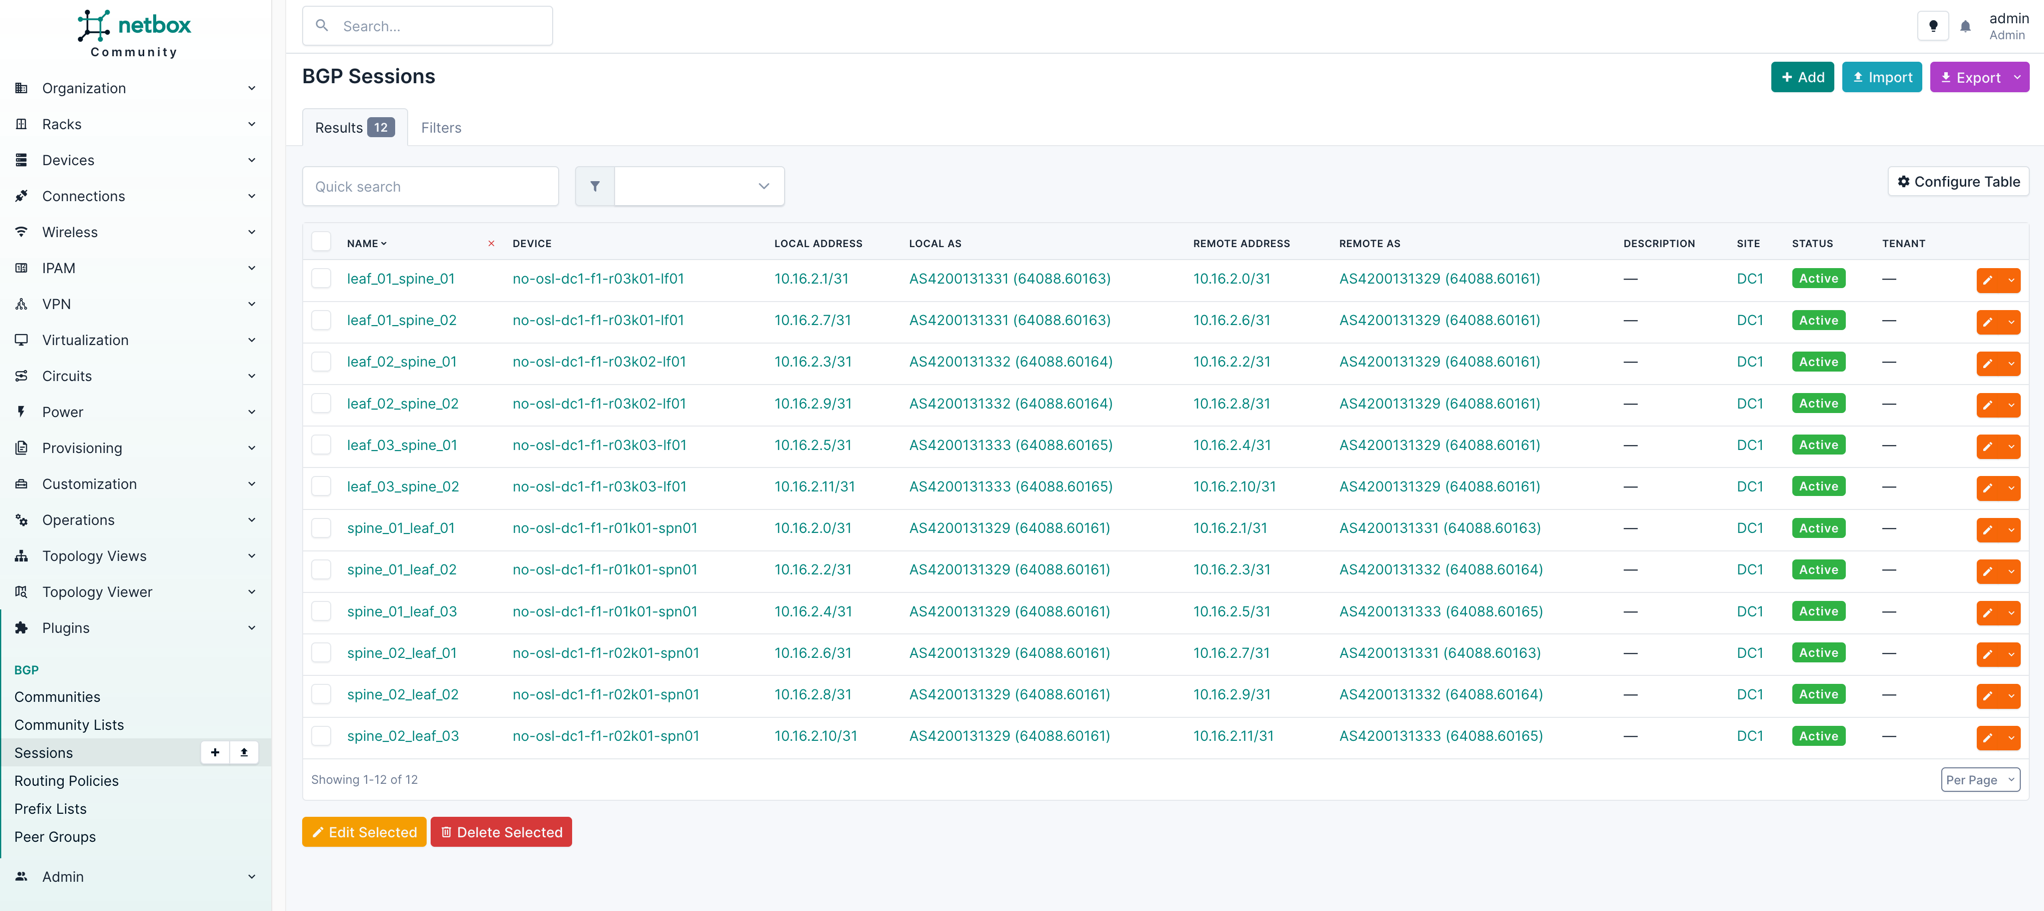 netbox
Community
Search...
admin
Admin
Organization
Racks
Devices
Connections
Wireless
IPAM
VPN
Virtualization
Circuits
Power
Provisioning
Customization
Operations
Topology Views
Topology Viewer
Plugins
BGP
Communities
Community Lists
Sessions
Routing Policies
Prefix Lists
Peer Groups
Admin
BGP Sessions
+ Add
Import
Export
Results 12
Filters
Quick search
Configure Table
NAME DEVICE LOCAL ADDRESS LOCAL AS REMOTE ADDRESS REMOTE AS DESCRIPTION SITE STATUS TENANT
leaf_01_spine_01 no-osl-dc1-f1-r03k01-lf01 10.16.2.1/31 AS4200131331 (64088.60163) 10.16.2.0/31 AS4200131329 (64088.60161) — DC1 Active —
leaf_01_spine_02 no-osl-dc1-f1-r03k01-lf01 10.16.2.7/31 AS4200131331 (64088.60163) 10.16.2.6/31 AS4200131329 (64088.60161) — DC1 Active —
leaf_02_spine_01 no-osl-dc1-f1-r03k02-lf01 10.16.2.3/31 AS4200131332 (64088.60164) 10.16.2.2/31 AS4200131329 (64088.60161) — DC1 Active —
leaf_02_spine_02 no-osl-dc1-f1-r03k02-lf01 10.16.2.9/31 AS4200131332 (64088.60164) 10.16.2.8/31 AS4200131329 (64088.60161) — DC1 Active —
leaf_03_spine_01 no-osl-dc1-f1-r03k03-lf01 10.16.2.5/31 AS4200131333 (64088.60165) 10.16.2.4/31 AS4200131329 (64088.60161) — DC1 Active —
leaf_03_spine_02 no-osl-dc1-f1-r03k03-lf01 10.16.2.11/31 AS4200131333 (64088.60165) 10.16.2.10/31 AS4200131329 (64088.60161) — DC1 Active —
spine_01_leaf_01 no-osl-dc1-f1-r01k01-spn01 10.16.2.0/31 AS4200131329 (64088.60161) 10.16.2.1/31 AS4200131331 (64088.60163) — DC1 Active —
spine_01_leaf_02 no-osl-dc1-f1-r01k01-spn01 10.16.2.2/31 AS4200131329 (64088.60161) 10.16.2.3/31 AS4200131332 (64088.60164) — DC1 Active —
spine_01_leaf_03 no-osl-dc1-f1-r01k01-spn01 10.16.2.4/31 AS4200131329 (64088.60161) 10.16.2.5/31 AS4200131333 (64088.60165) — DC1 Active —
spine_02_leaf_01 no-osl-dc1-f1-r02k01-spn01 10.16.2.6/31 AS4200131329 (64088.60161) 10.16.2.7/31 AS4200131331 (64088.60163) — DC1 Active —
spine_02_leaf_02 no-osl-dc1-f1-r02k01-spn01 10.16.2.8/31 AS4200131329 (64088.60161) 10.16.2.9/31 AS4200131332 (64088.60164) — DC1 Active —
spine_02_leaf_03 no-osl-dc1-f1-r02k01-spn01 10.16.2.10/31 AS4200131329 (64088.60161) 10.16.2.11/31 AS4200131333 (64088.60165) — DC1 Active —
Showing 1-12 of 12
Per Page
Edit Selected
Delete Selected